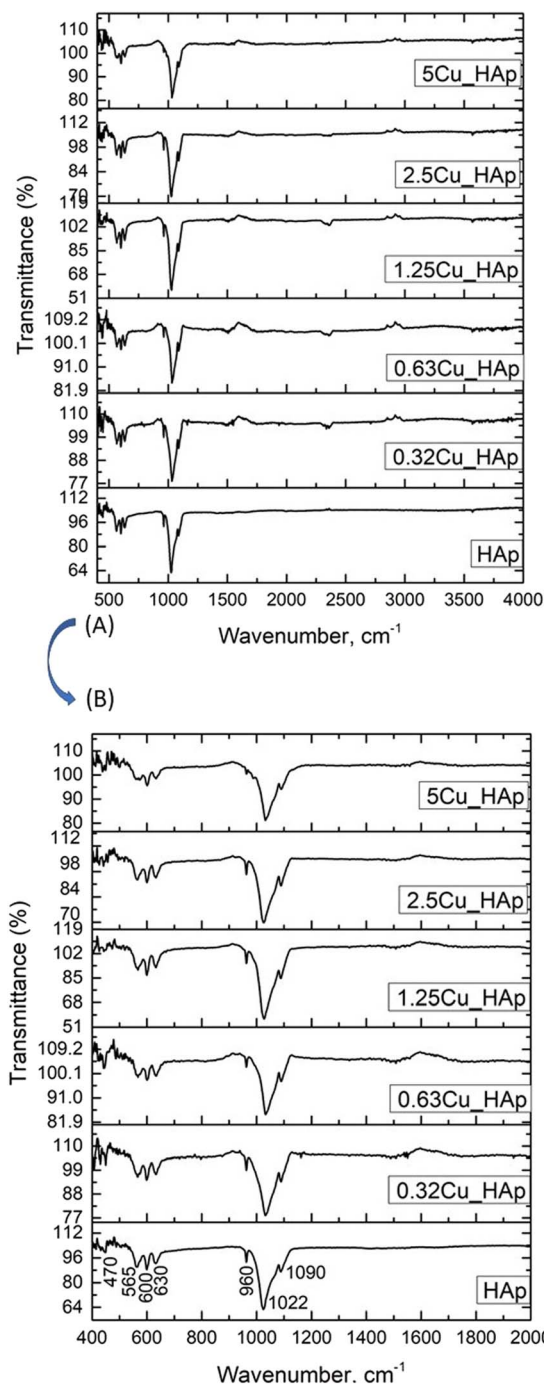 110
100
90
80
5Cu_HAp
112
98
84
70
2.5Cu_HAp
119
102
85
68
51
1.25Cu_HAp
109.2
100.1
91.0
81.9
0.63Cu_HAp
110
99
88
77
0.32Cu_HAp
112
96
80
64
HAp
Transmittance (%)
500 1000 1500 2000 2500 3000 3500 4000
(A)
Wavenumber, cm-1
(B)
110
100
90
80
5Cu_HAp
112
98
84
70
2.5Cu_HAp
119
102
85
68
51
1.25Cu_HAp
109.2
100.1
91.0
81.9
0.63Cu_HAp
110
99
88
77
0.32Cu_HAp
112
96
80
64
470
565
600
630
960
1022
1090
HAp
Transmittance (%)
400 600 800 1000 1200 1400 1600 1800 2000
Wavenumber. cm-1